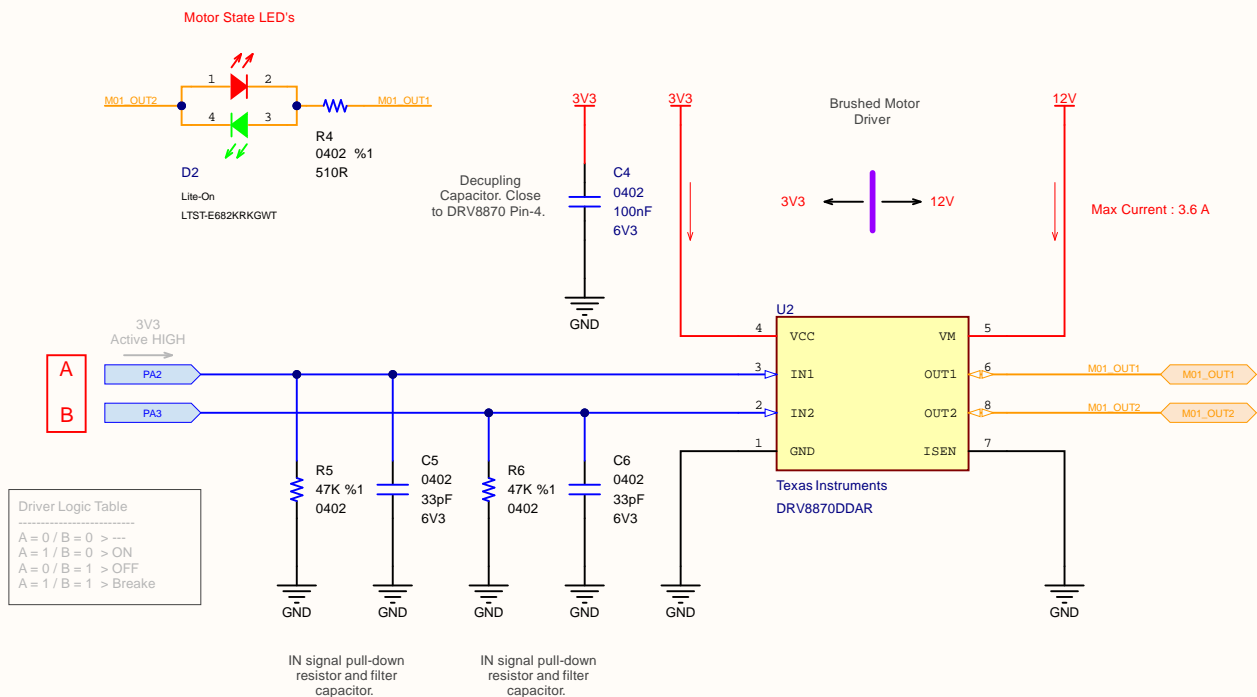 Motor State LED's
1
2
M01_OUT2
M01_OUT1
4
3
R4
0402 %1
510R
D2
Lite-On
LTST-E682KRKGWT
3V3
Decupling
Capacitor. Close
to DRV8870 Pin-4.
C4
0402
100nF
6V3
GND
3V3
12V
Brushed Motor
Driver
3V3
12V
Max Current : 3.6 A
U2
4
VCC
VM
5
3
IN1
OUT1
6
2
IN2
OUT2
8
1
GND
ISEN
7
M01_OUT1
M01_OUT1
M01_OUT2
M01_OUT2
Texas Instruments
DRV8870DDAR
3V3
Active HIGH
A
PA2
B
PA3
R5
47K %1
0402
C5
0402
33pF
6V3
R6
47K %1
0402
C6
0402
33pF
6V3
Driver Logic Table
--------------------------
A = 0 / B = 0 > ---
A = 1 / B = 0 > ON
A = 0 / B = 1 > OFF
A = 1 / B = 1 > Breake
GND
GND
GND
GND
GND
GND
IN signal pull-down
resistor and filter
capacitor.
IN signal pull-down
resistor and filter
capacitor.